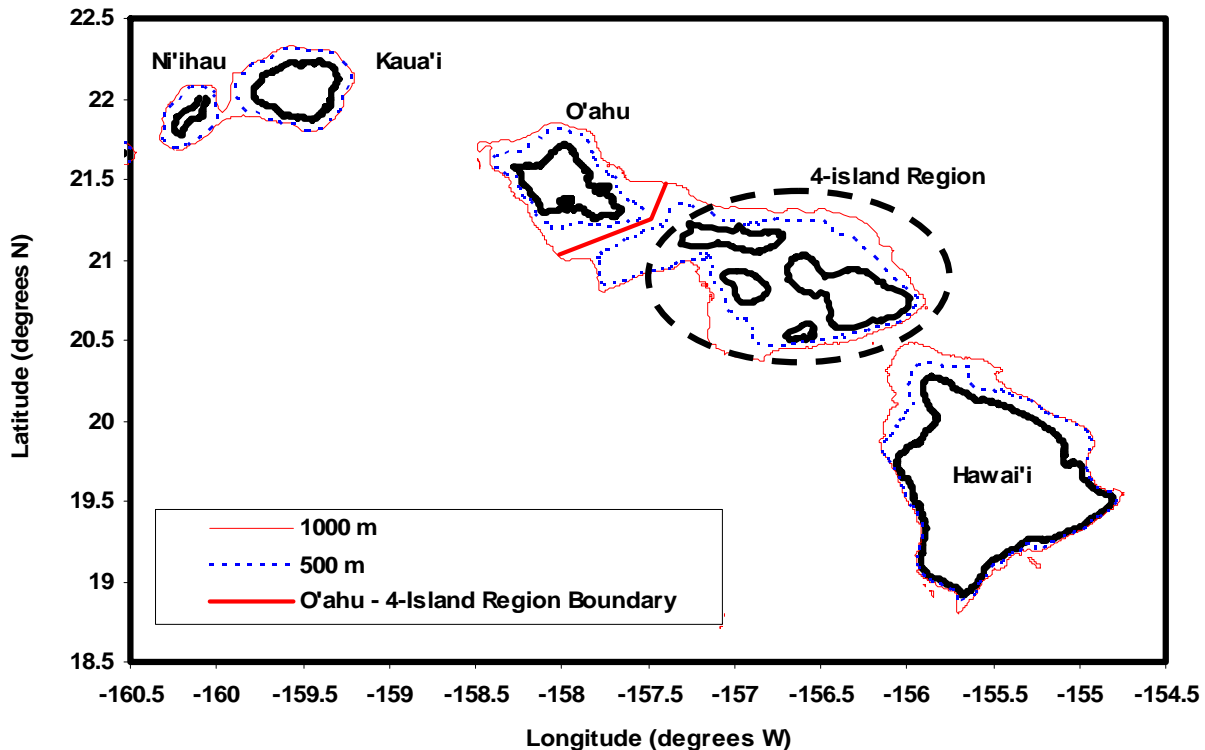 22.5
22
21.5
21
20.5
20
19.5
19
18.5
Latitude (degrees N)
Ni'ihau
Kaua'i
O'ahu
4-island Region
Hawai'i
1000 m
500 m
O'ahu - 4-Island Region Boundary
-160.5 -160 -159.5 -159 -158.5 -158 -157.5 -157 -156.5 -156 -155.5 -155 -154.5
Longitude (degrees W)